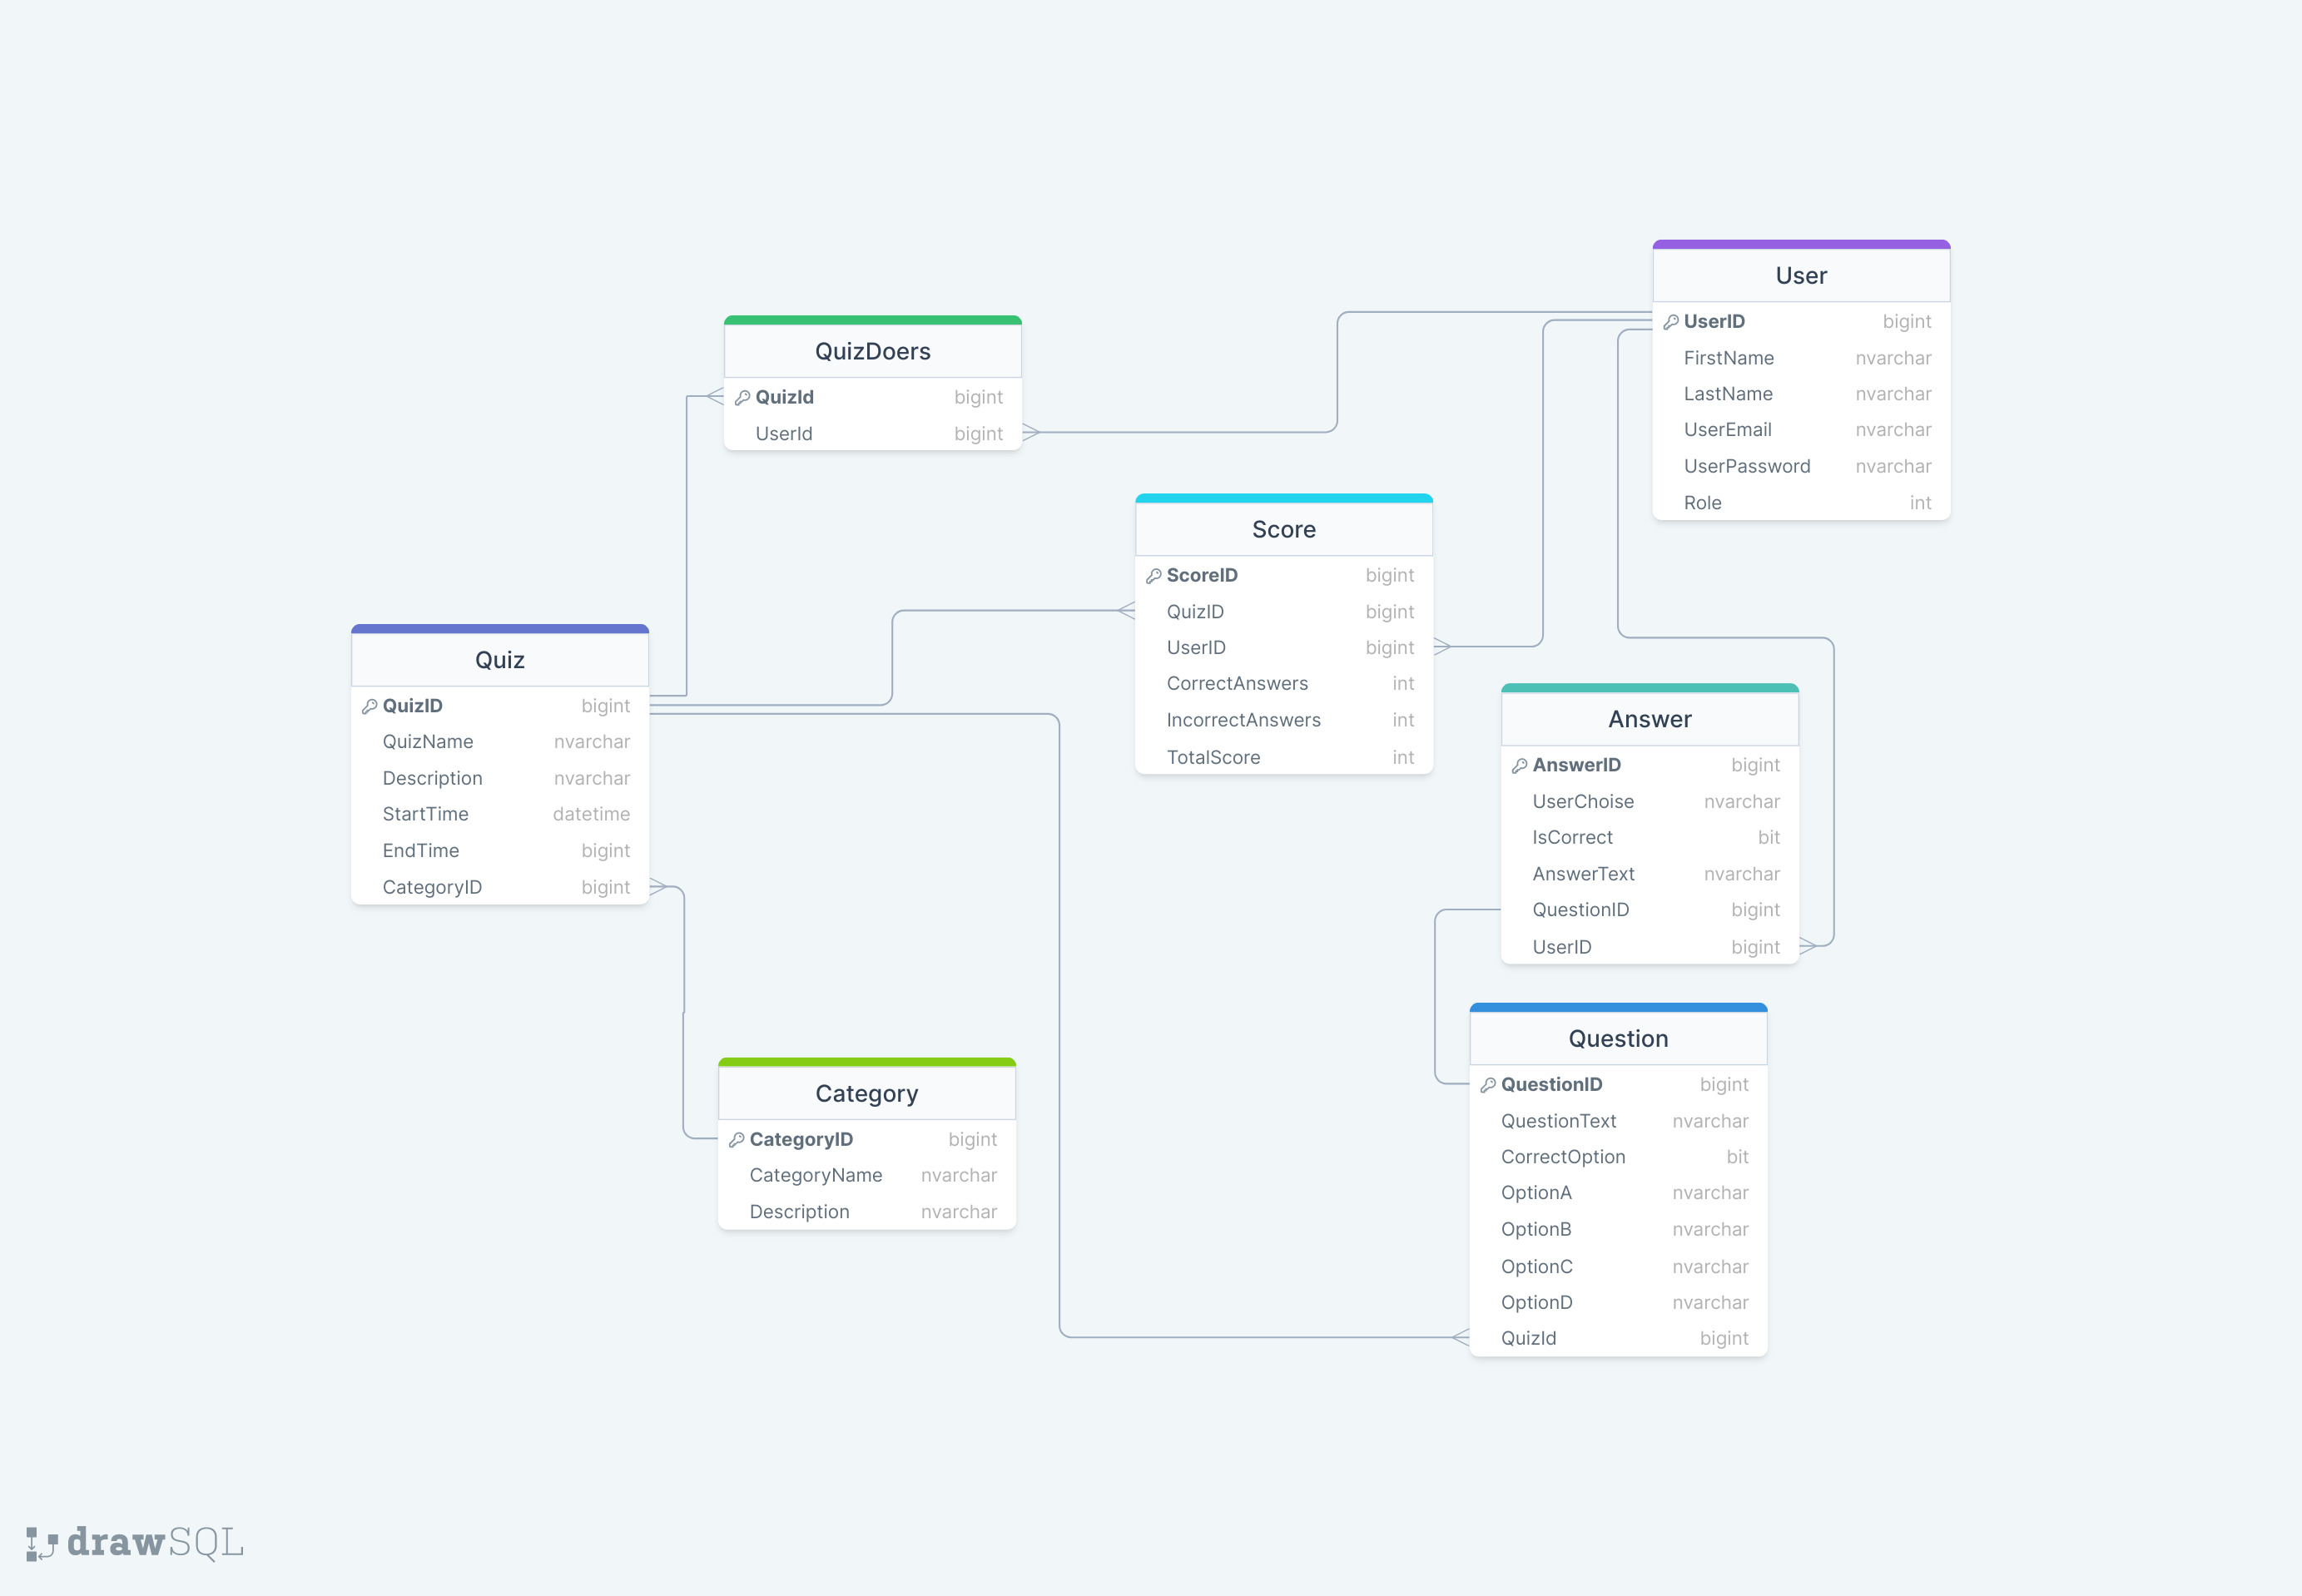 User
UserID bigint
FirstName nvarchar
LastName nvarchar
UserEmail nvarchar
UserPassword nvarchar
Role int
QuizDoers
QuizId bigint
UserId bigint
Score
ScoreID bigint
QuizID bigint
UserID bigint
CorrectAnswers int
IncorrectAnswers int
TotalScore int
Quiz
QuizID bigint
QuizName nvarchar
Description nvarchar
StartTime datetime
EndTime bigint
CategoryID bigint
Answer
AnswerID bigint
UserChoise nvarchar
IsCorrect bit
AnswerText nvarchar
QuestionID bigint
UserID bigint
Question
QuestionID bigint
QuestionText nvarchar
CorrectOption bit
OptionA nvarchar
OptionB nvarchar
OptionC nvarchar
OptionD nvarchar
QuizId bigint
Category
CategoryID bigint
CategoryName nvarchar
Description nvarchar
drawSQL